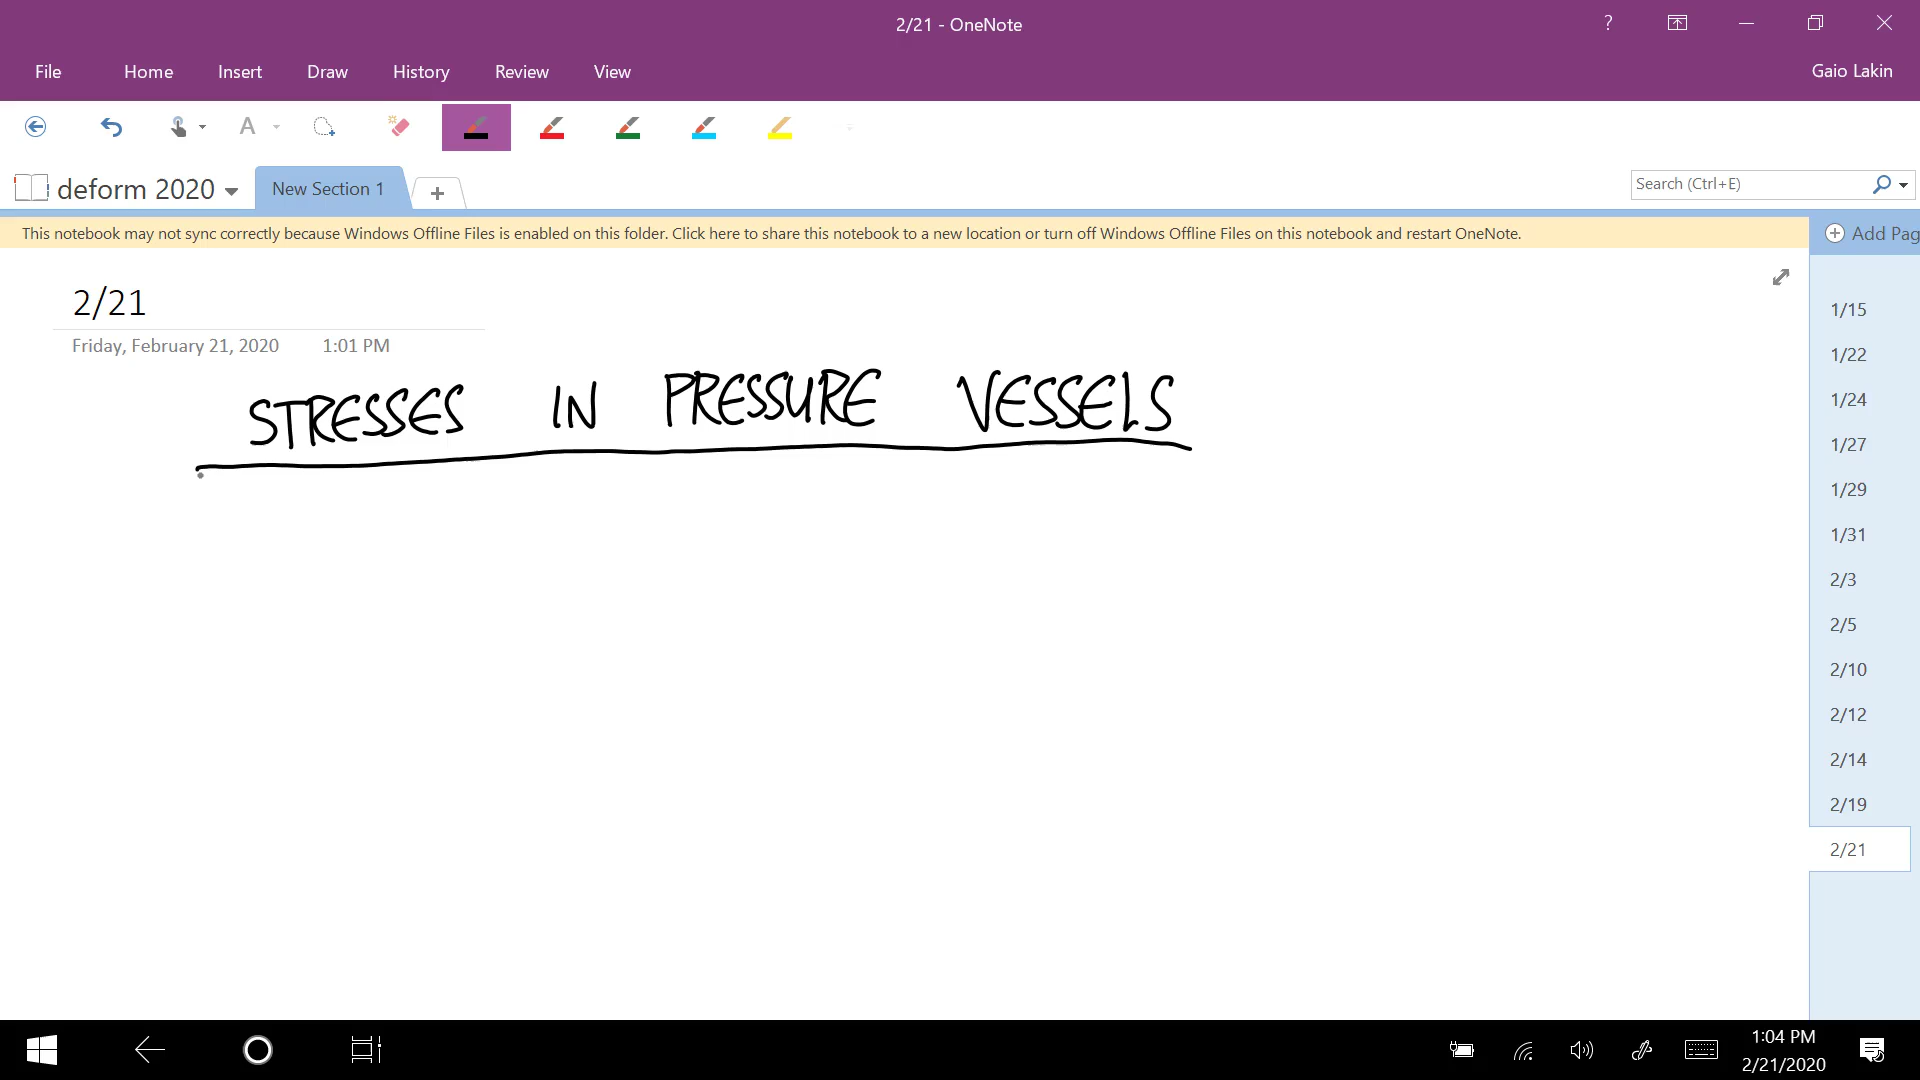 2/21 - OneNote
?
File Home Insert Draw History Review View
Gaio Lakin
A
deform 2020
New Section 1
+
Search (Ctrl+E)
This notebook may not sync correctly because Windows Offline Files is enabled on this folder. Click here to share this notebook to a new location or turn off Windows Offline Files on this notebook and restart OneNote.
Add Pag
2/21
Friday, February 21, 2020 1:01 PM
STRESSES IN PRESSURE VESSELS
1/15
1/22
1/24
1/27
1/29
1/31
2/3
2/5
2/10
2/12
2/14
2/19
2/21
1:04 PM
2/21/2020